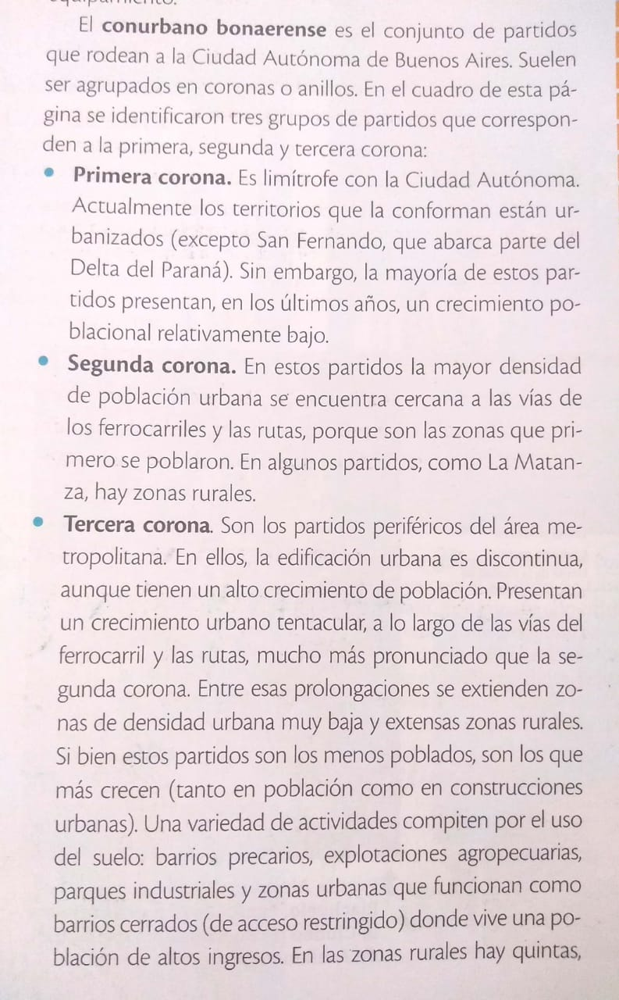 equipamiento.
El conurbano bonaerense es el conjunto de partidos
que rodean a la Ciudad Autónoma de Buenos Aires. Suelen
ser agrupados en coronas o anillos. En el cuadro de esta pá-
gina se identificaron tres grupos de partidos que correspon-
den a la primera, segunda y tercera corona:
• Primera corona. Es limítrofe con la Ciudad Autónoma.
Actualmente los territorios que la conforman están ur-
banizados (excepto San Fernando, que abarca parte del
Delta del Paraná). Sin embargo, la mayoría de estos par-
tidos presentan, en los últimos años, un crecimiento po-
blacional relativamente bajo.
• Segunda corona. En estos partidos la mayor densidad
de población urbana se encuentra cercana a las vías de
los ferrocarriles y las rutas, porque son las zonas que pri-
mero se poblaron. En algunos partidos, como La Matan-
za, hay zonas rurales.
• Tercera corona. Son los partidos periféricos del área me-
tropolitana. En ellos, la edificación urbana es discontinua,
aunque tienen un alto crecimiento de población. Presentan
un crecimiento urbano tentacular, a lo largo de las vías del
ferrocarril y las rutas, mucho más pronunciado que la se-
gunda corona. Entre esas prolongaciones se extienden zo-
nas de densidad urbana muy baja y extensas zonas rurales.
Si bien estos partidos son los menos poblados, son los que
más crecen (tanto en población como en construcciones
urbanas). Una variedad de actividades compiten por el uso
del suelo: barrios precarios, explotaciones agropecuarias,
parques industriales y zonas urbanas que funcionan como
barrios cerrados (de acceso restringido) donde vive una po-
blación de altos ingresos. En las zonas rurales hay quintas,